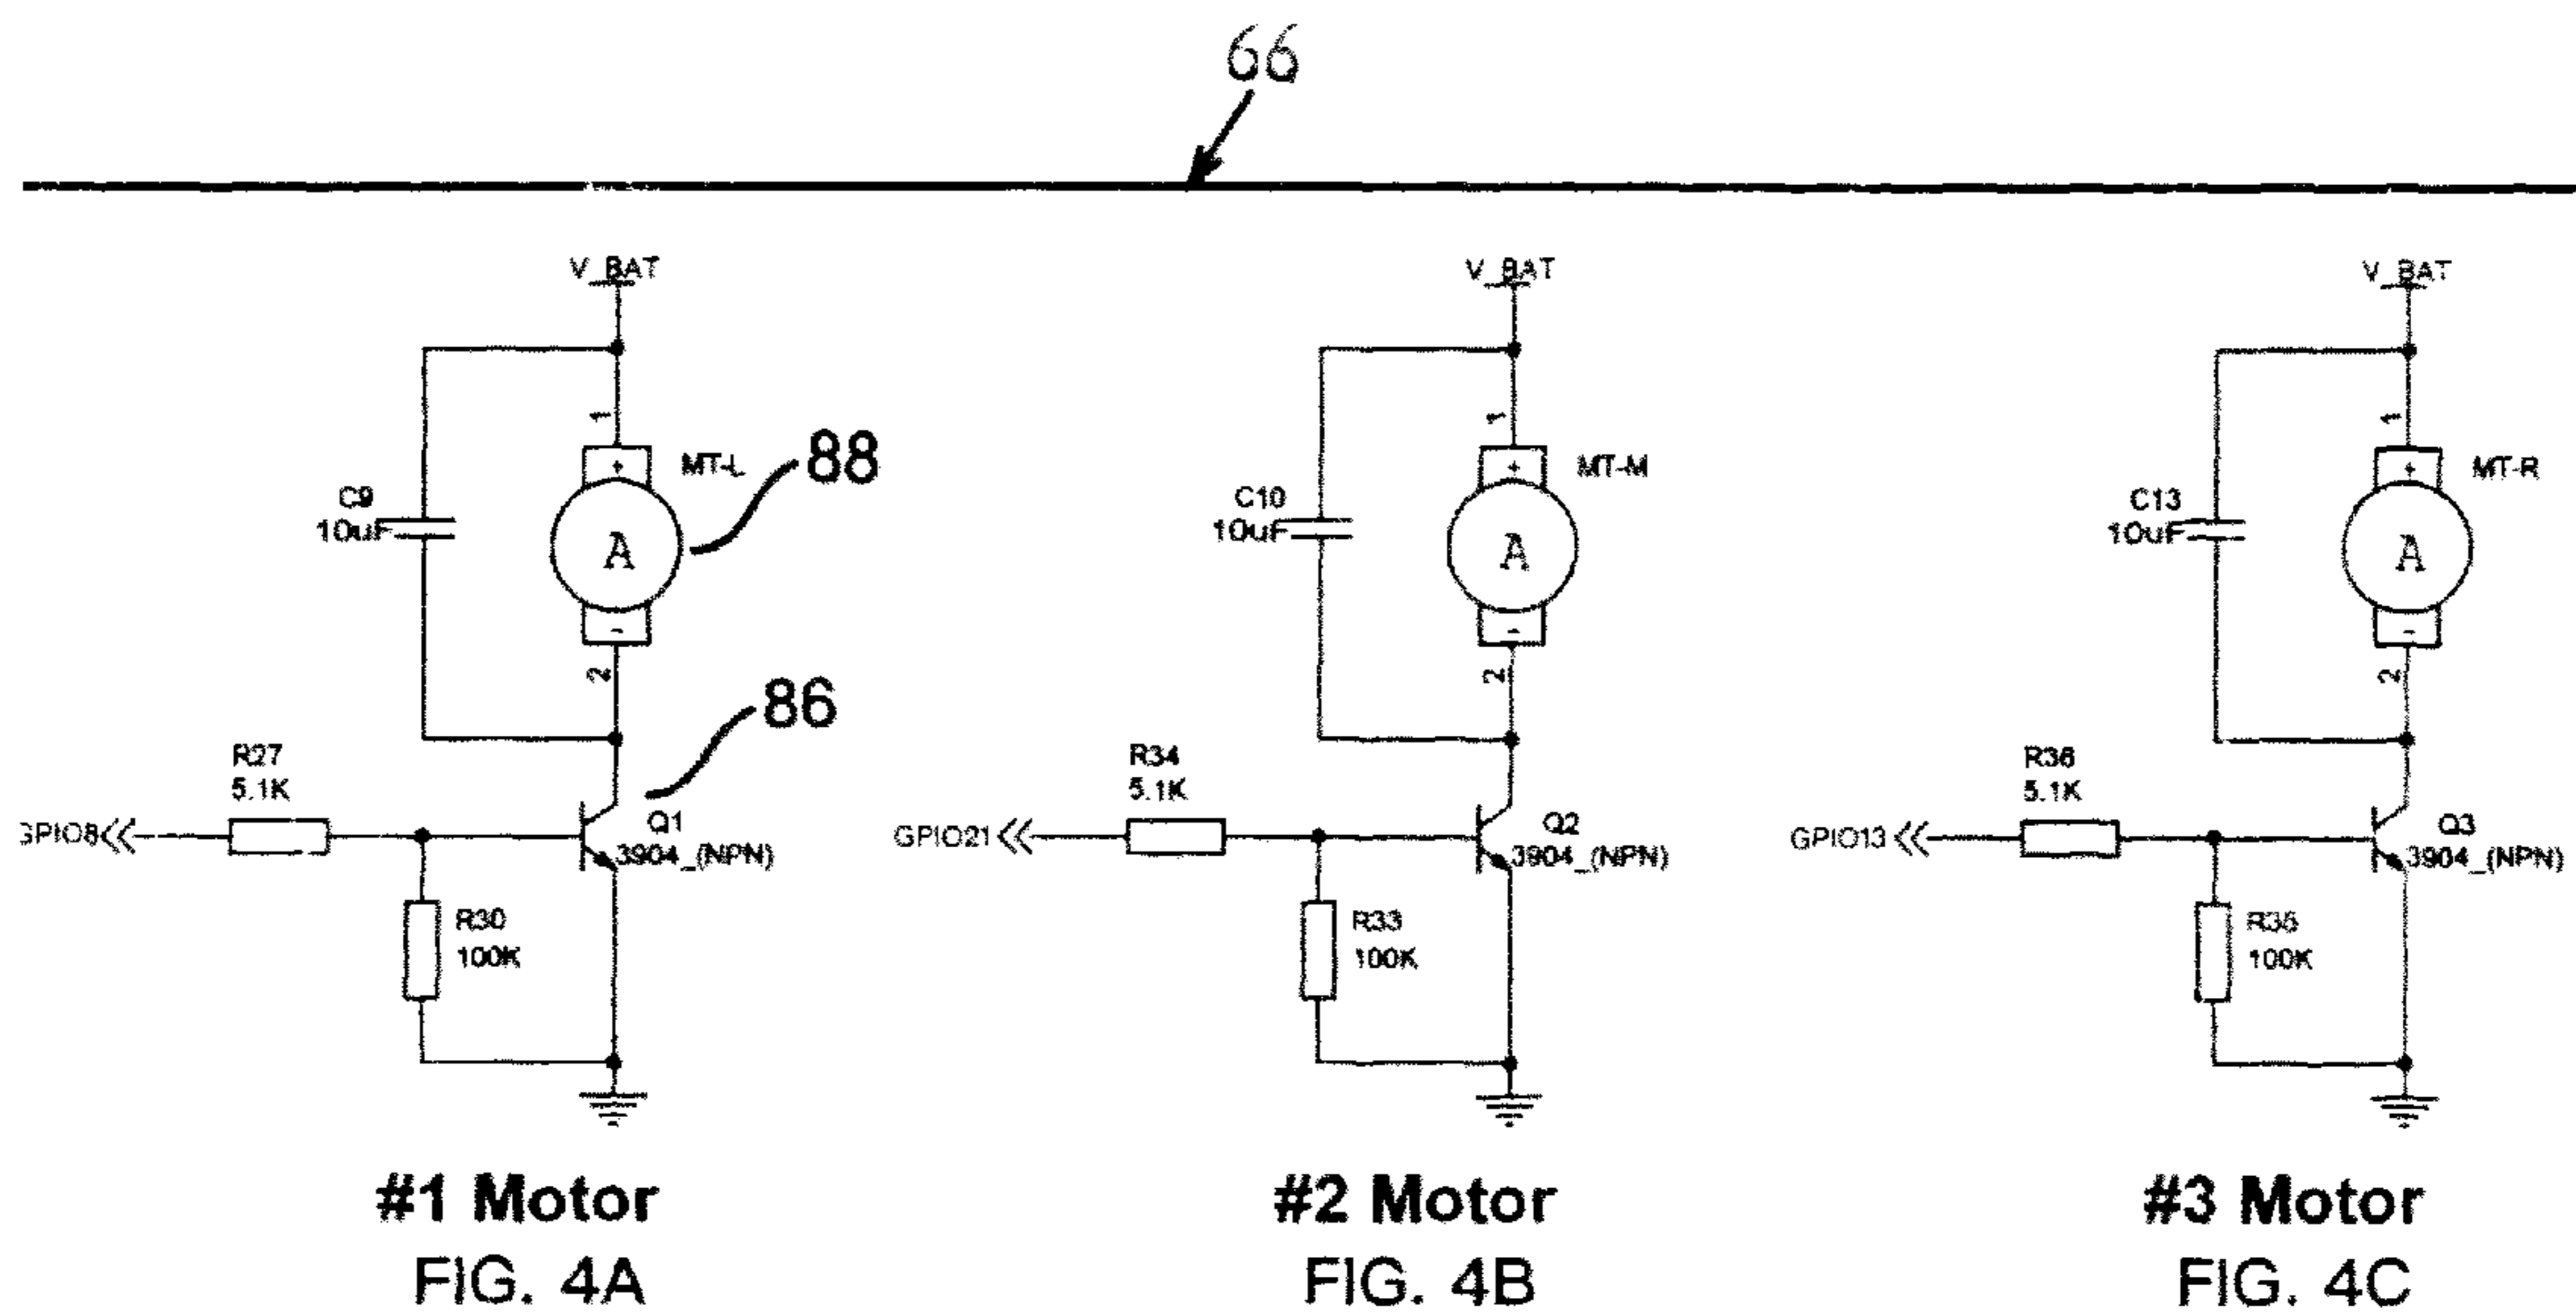 66
V_BAT
1
+
MT-L
88
C9
10uF
A
-
2
86
R27
5.1K
GPIO8
Q1
3904_(NPN)
R30
100K
#1 Motor
FIG. 4A
V_BAT
1
+
MT-M
C10
10uF
A
-
2
R34
5.1K
GPIO21
Q2
3904_(NPN)
R33
100K
#2 Motor
FIG. 4B
V_BAT
1
+
MT-R
C13
10uF
A
-
2
R36
5.1K
GPIO13
Q3
3904_(NPN)
R35
100K
#3 Motor
FIG. 4C